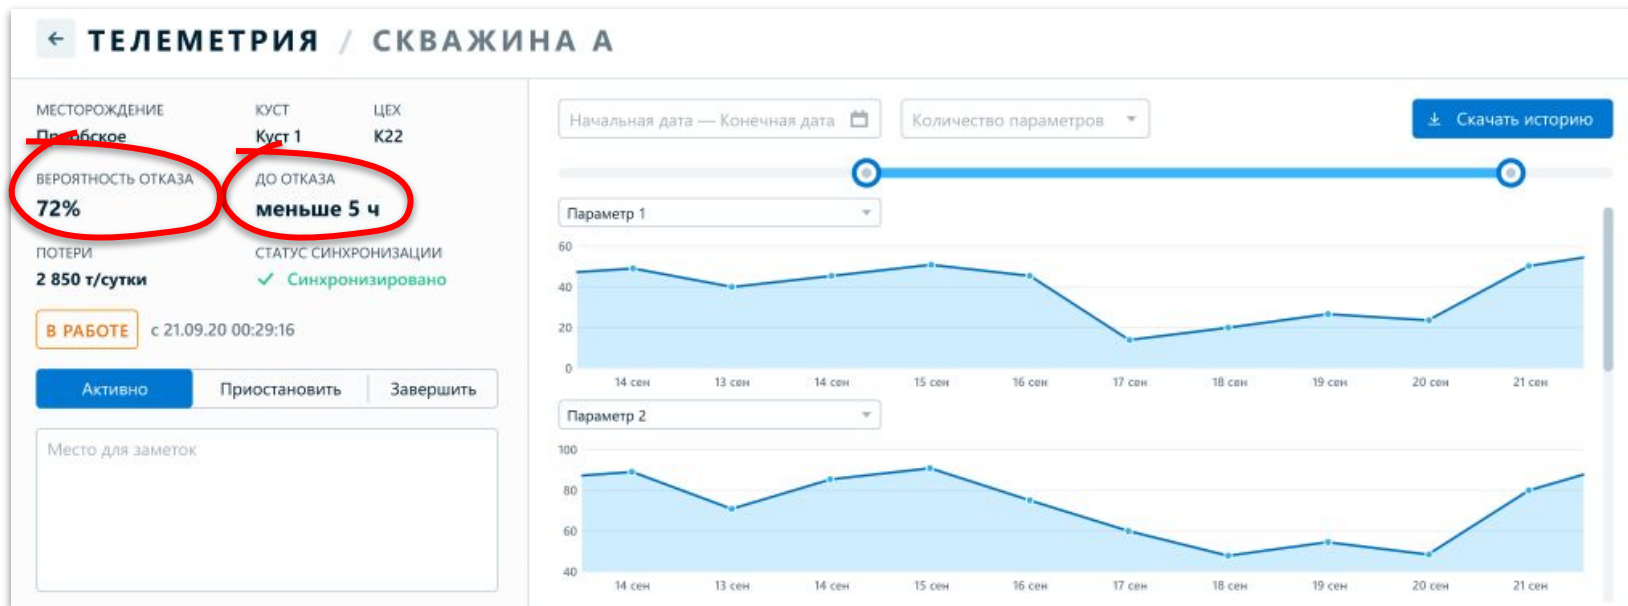 ← ТЕЛЕМЕТРИЯ / СКВАЖИНА А
МЕСТОРОЖДЕНИЕ КУСТ ЦЕХ
Приобское Куст 1 К22
ВЕРОЯТНОСТЬ ОТКАЗА ДО ОТКАЗА
72% меньше 5 ч
ПОТЕРИ СТАТУС СИНХРОНИЗАЦИИ
2 850 т/сутки Синхронизировано
В РАБОТЕ с 21.09.20 00:29:16
Активно Приостановить Завершить
Место для заметок
Начальная дата — Конечная дата Количество параметров Скачать историю
Параметр 1
60
40
20
0
14 сен 13 сен 14 сен 15 сен 16 сен 17 сен 18 сен 19 сен 20 сен 21 сен
Параметр 2
100
80
60
40
14 сен 13 сен 14 сен 15 сен 16 сен 17 сен 18 сен 19 сен 20 сен 21 сен